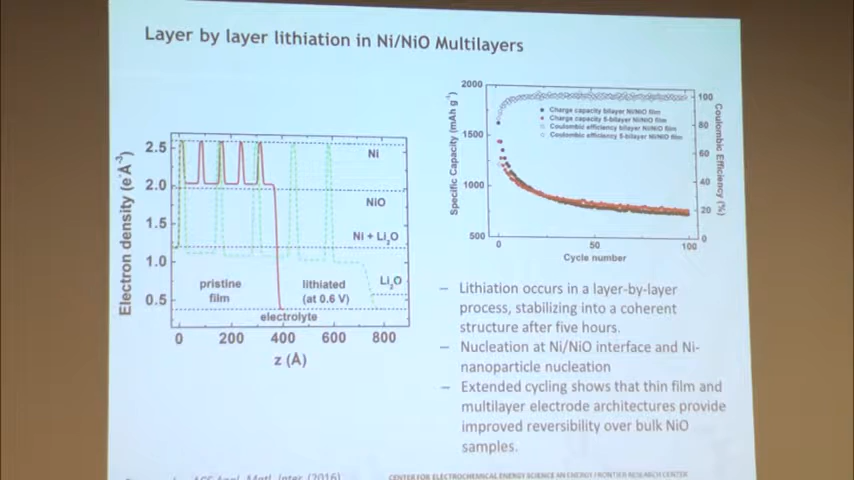 Layer by layer lithiation in Ni/NiO Multilayers
Electron density (e⁻Å⁻³)
2.5
2.0
1.5
1.0
0.5
Ni
NiO
Ni + Li₂O
Li₂O
pristine
film
lithiated
(at 0.6 V)
electrolyte
0
200
400
600
800
z (Å)
Specific Capacity (mAh g⁻¹)
2000
1500
1000
500
Charge capacity bilayer Ni/NiO film
Charge capacity 5-bilayer Ni/NiO film
Coulombic efficiency bilayer Ni/NiO film
Coulombic efficiency 5-bilayer Ni/NiO film
100
80
60
40
20
0
Coulombic Efficiency (%)
0
50
100
Cycle number
– Lithiation occurs in a layer-by-layer
process, stabilizing into a coherent
structure after five hours.
– Nucleation at Ni/NiO interface and Ni-
nanoparticle nucleation
– Extended cycling shows that thin film and
multilayer electrode architectures provide
improved reversibility over bulk NiO
samples.
ACS Appl. Matl. Inter. (2016)
CENTER FOR ELECTROCHEMICAL ENERGY SCIENCE AN ENERGY FRONTIER RESEARCH CENTER